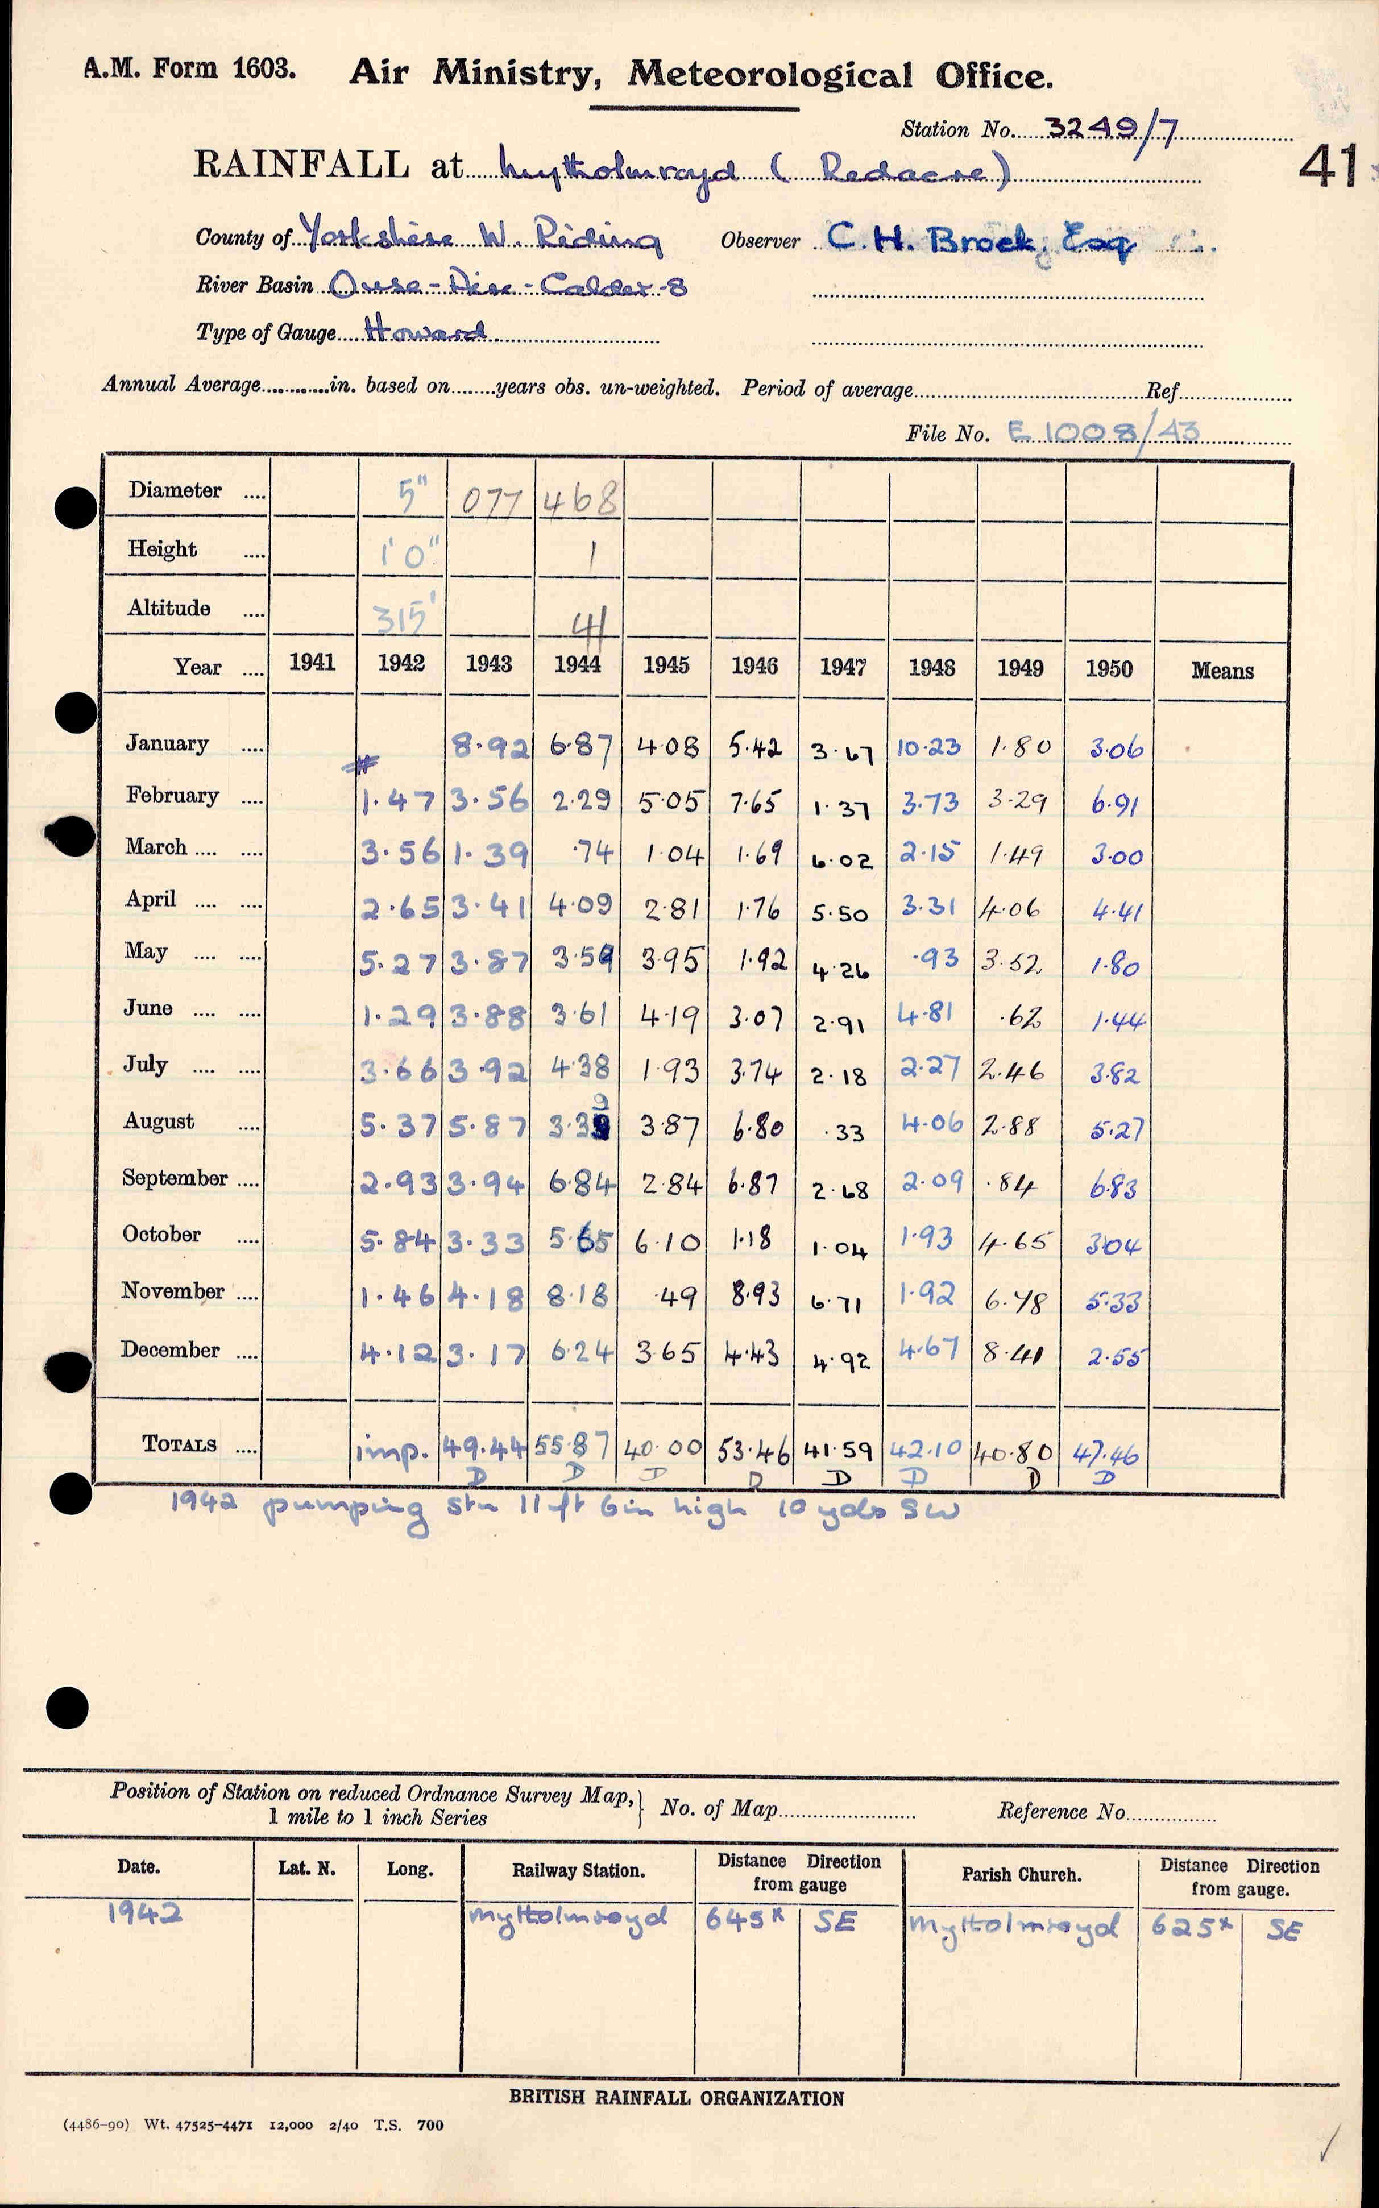 A.M. Form 1603. Air Ministry, Meteorological Office.
Station No. 3249/7
RAINFALL at Mytholmroyd (Redacre)
41
County of Yorkshire W. Riding Observer C. H. Brock, Esq
River Basin Ouse-Aire-Calder-8
Type of Gauge Howard
Annual Average............in. based on........years obs. un-weighted. Period of average............ Ref............
File No. E 1008/43
Diameter .... 5" 077 468
Height .... 1'0" 1
Altitude .... 315' 41
Year .... 1941 1942 1943 1944 1945 1946 1947 1948 1949 1950 Means
January .... 8.92 6.87 4.08 5.42 3.67 10.23 1.80 3.06
#
February .... 1.47 3.56 2.29 5.05 7.65 1.37 3.73 3.29 6.91
March .... .... 3.56 1.39 .74 1.04 1.69 6.02 2.15 1.49 3.00
April .... .... 2.65 3.41 4.09 2.81 1.76 5.50 3.31 4.06 4.41
May .... .... 5.27 3.87 3.59 3.95 1.92 4.26 .93 3.52 1.80
June .... .... 1.29 3.88 3.61 4.19 3.07 2.91 4.81 .62 1.44
July .... .... 3.66 3.92 4.38 1.93 3.74 2.18 2.27 2.46 3.82
August .... 5.37 5.87 3.39 3.87 6.80 .33 4.06 2.88 5.27
September .... 2.93 3.94 6.84 2.84 6.87 2.68 2.09 .84 6.83
October .... 5.84 3.33 5.65 6.10 1.18 1.04 1.93 4.65 3.04
November .... 1.46 4.18 8.18 .49 8.93 6.71 1.92 6.78 5.33
December .... 4.12 3.17 6.24 3.65 4.43 4.92 4.67 8.41 2.55
TOTALS .... imp. 49.44 55.87 40.00 53.46 41.59 42.10 40.80 47.46
D D D D D D D D
1942 pumping stn 11ft 6in high 10 yds SW
Position of Station on reduced Ordnance Survey Map, 1 mile to 1 inch Series } No. of Map............ Reference No............
Date. Lat. N. Long. Railway Station. Distance Direction from gauge Parish Church. Distance Direction from gauge.
1942 Mytholmroyd 645x SE Mytholmroyd 625x SE
BRITISH RAINFALL ORGANIZATION
(4486-90) Wt. 47525-4471 12,000 2/40 T.S. 700